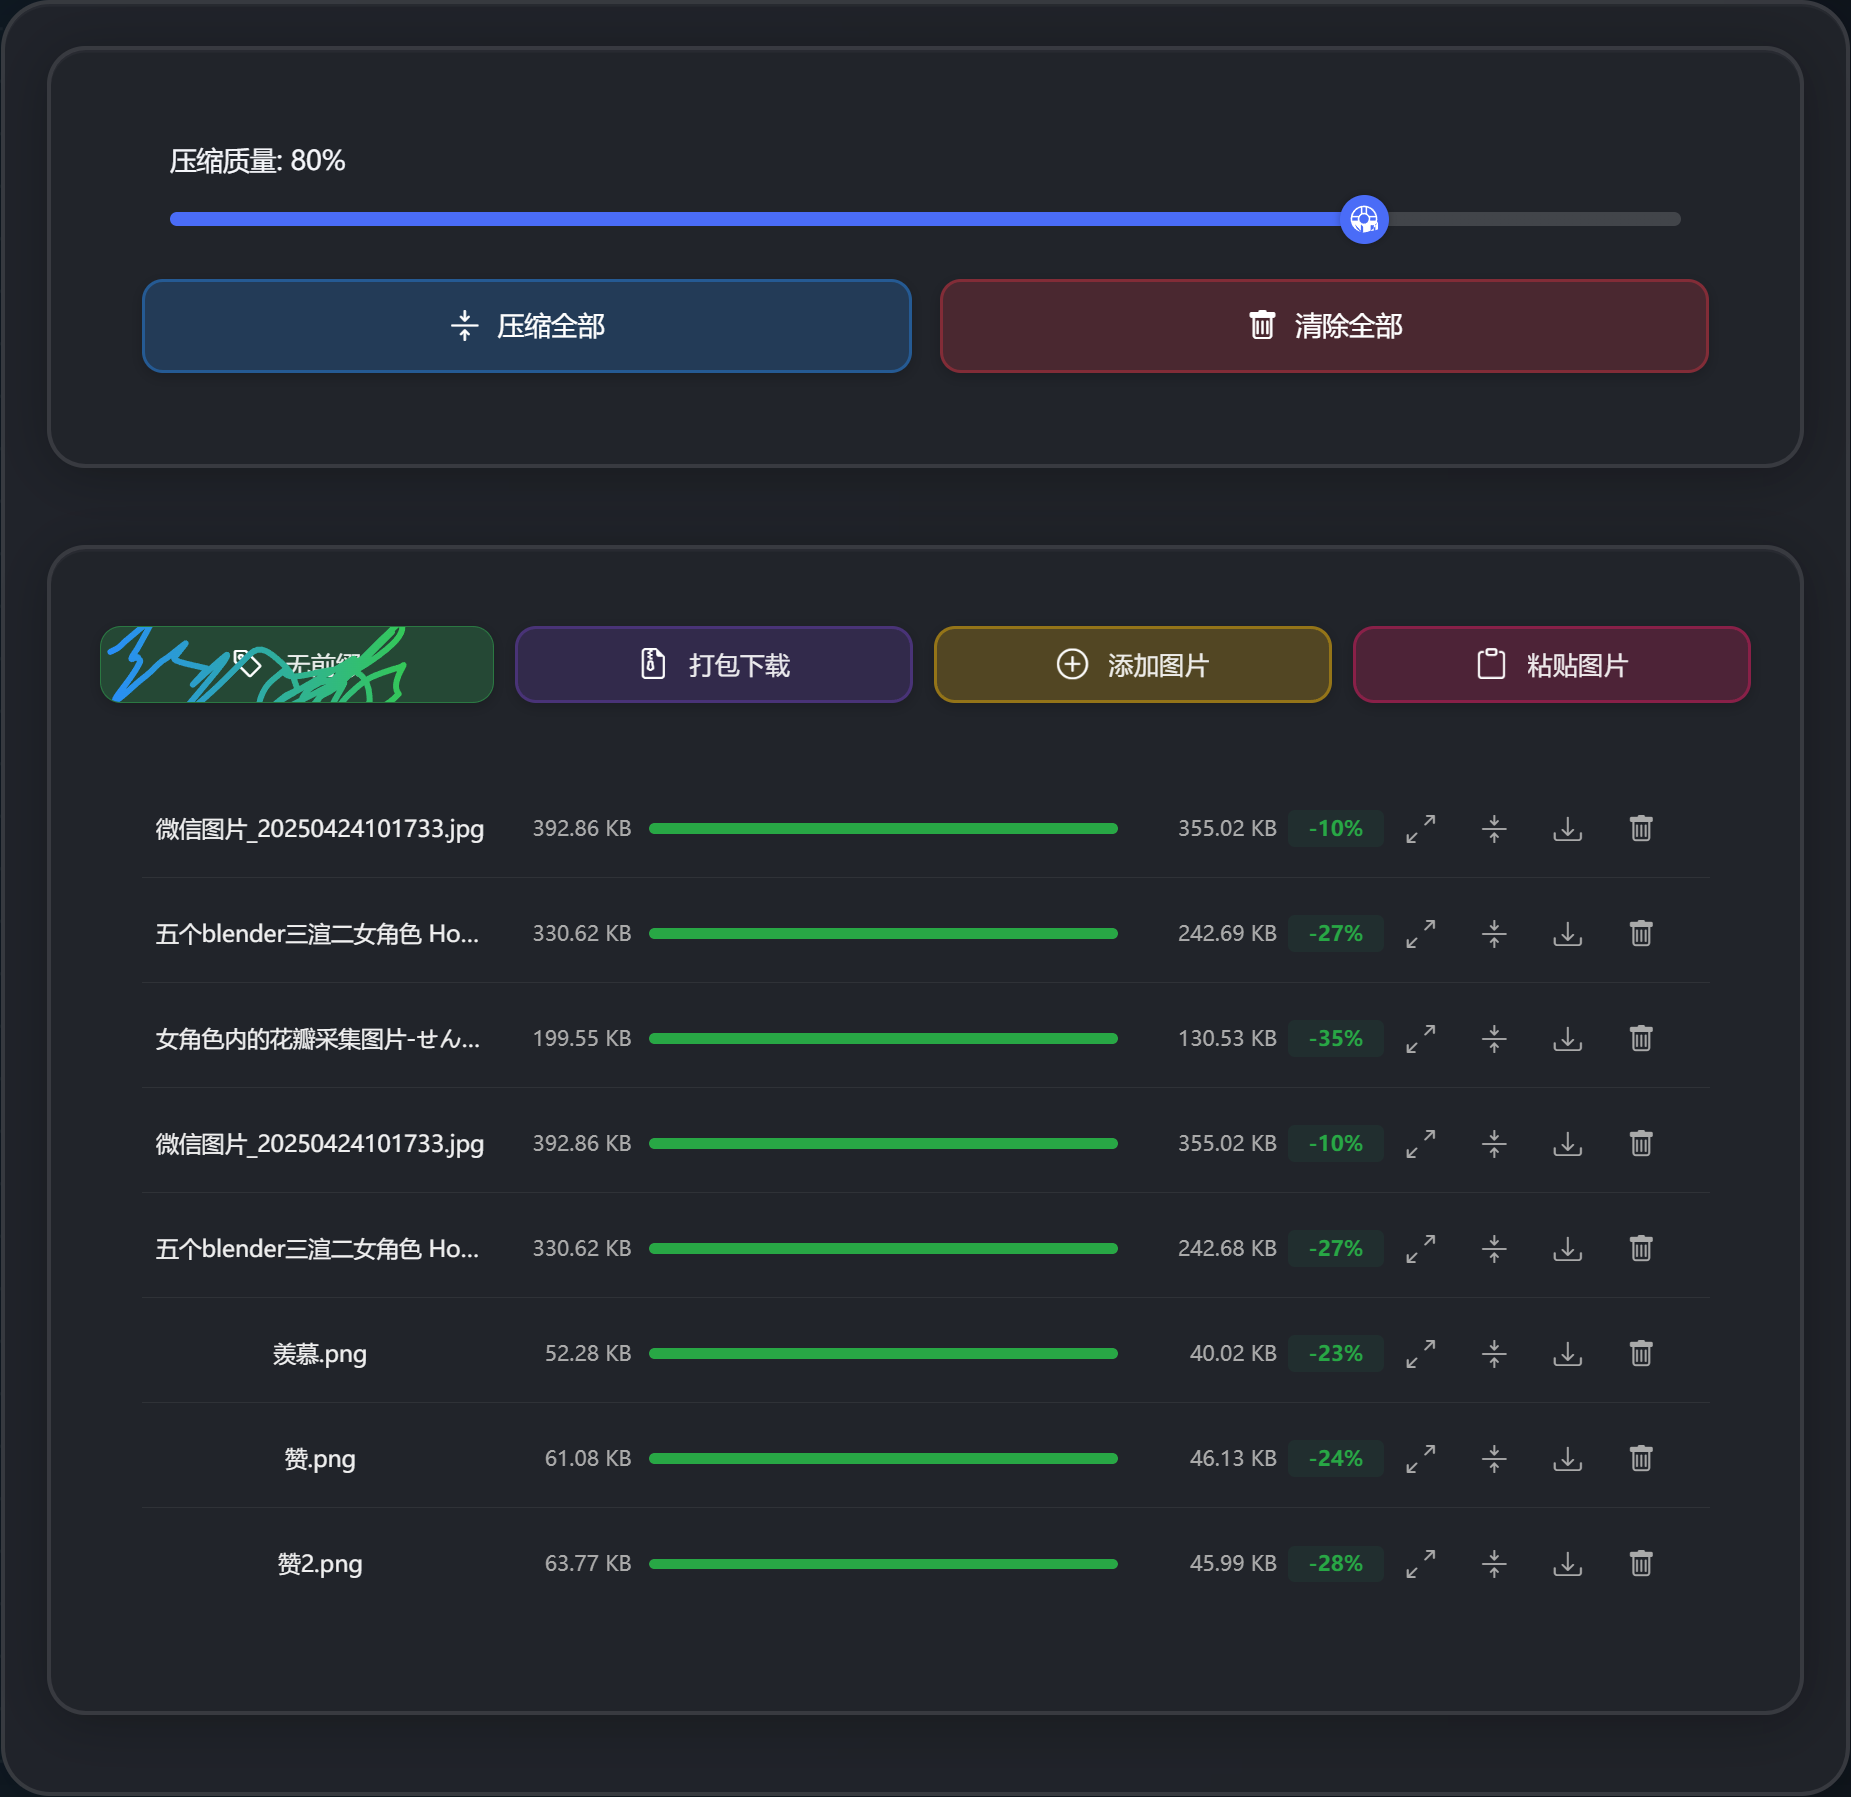 压缩质量: 80%
压缩全部
清除全部
无前缀
打包下载
添加图片
粘贴图片
微信图片_20250424101733.jpg 392.86 KB 355.02 KB -10%
五个blender三渲二女角色 Ho... 330.62 KB 242.69 KB -27%
女角色内的花瓣采集图片-せん... 199.55 KB 130.53 KB -35%
微信图片_20250424101733.jpg 392.86 KB 355.02 KB -10%
五个blender三渲二女角色 Ho... 330.62 KB 242.68 KB -27%
羡慕.png 52.28 KB 40.02 KB -23%
赞.png 61.08 KB 46.13 KB -24%
赞2.png 63.77 KB 45.99 KB -28%